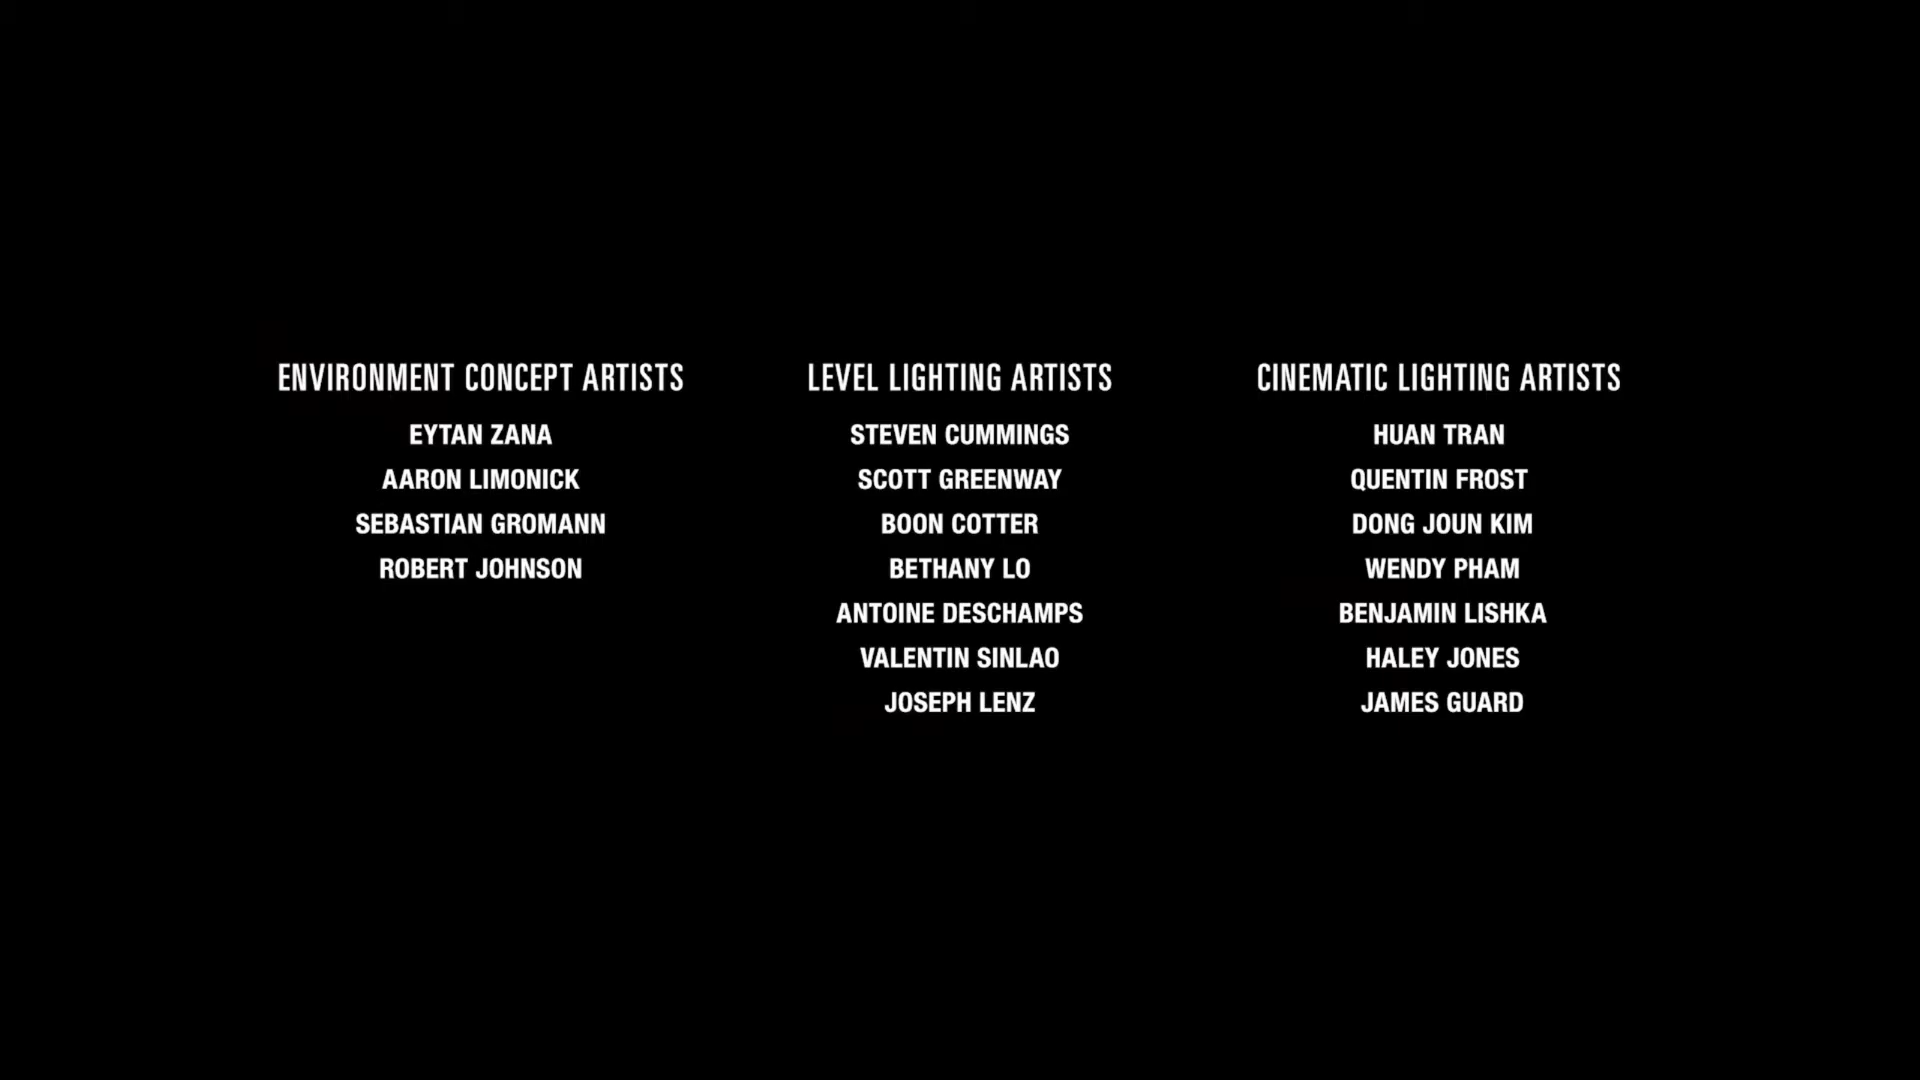 ENVIRONMENT CONCEPT ARTISTS
EYTAN ZANA
AARON LIMONICK
SEBASTIAN GROMANN
ROBERT JOHNSON
LEVEL LIGHTING ARTISTS
STEVEN CUMMINGS
SCOTT GREENWAY
BOON COTTER
BETHANY LO
ANTOINE DESCHAMPS
VALENTIN SINLAO
JOSEPH LENZ
CINEMATIC LIGHTING ARTISTS
HUAN TRAN
QUENTIN FROST
DONG JOUN KIM
WENDY PHAM
BENJAMIN LISHKA
HALEY JONES
JAMES GUARD